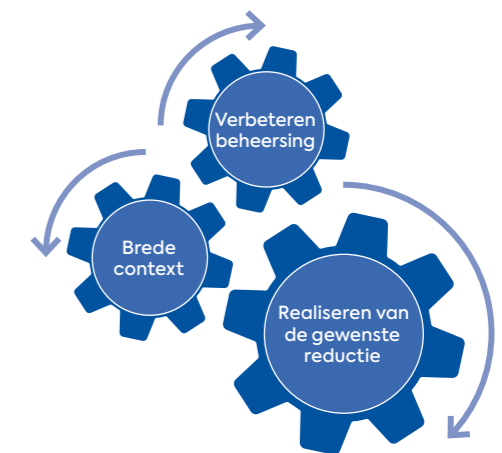 Verbeteren
beheersing
Brede
context
Realiseren van
de gewenste
reductie